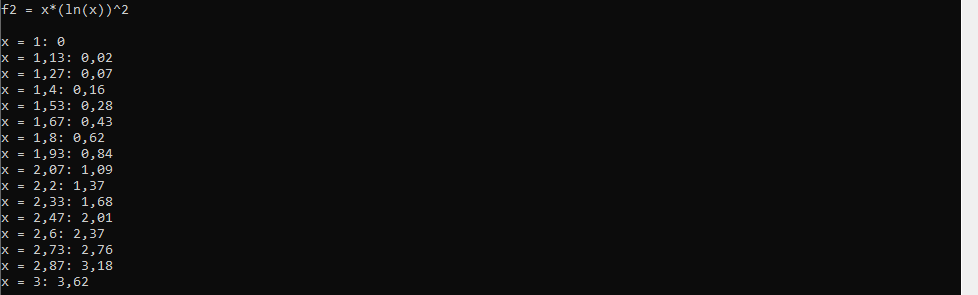 f2 = x*(ln(x))^2
x = 1: 0
x = 1,13: 0,02
x = 1,27: 0,07
x = 1,4: 0,16
x = 1,53: 0,28
x = 1,67: 0,43
x = 1,8: 0,62
x = 1,93: 0,84
x = 2,07: 1,09
x = 2,2: 1,37
x = 2,33: 1,68
x = 2,47: 2,01
x = 2,6: 2,37
x = 2,73: 2,76
x = 2,87: 3,18
x = 3: 3,62